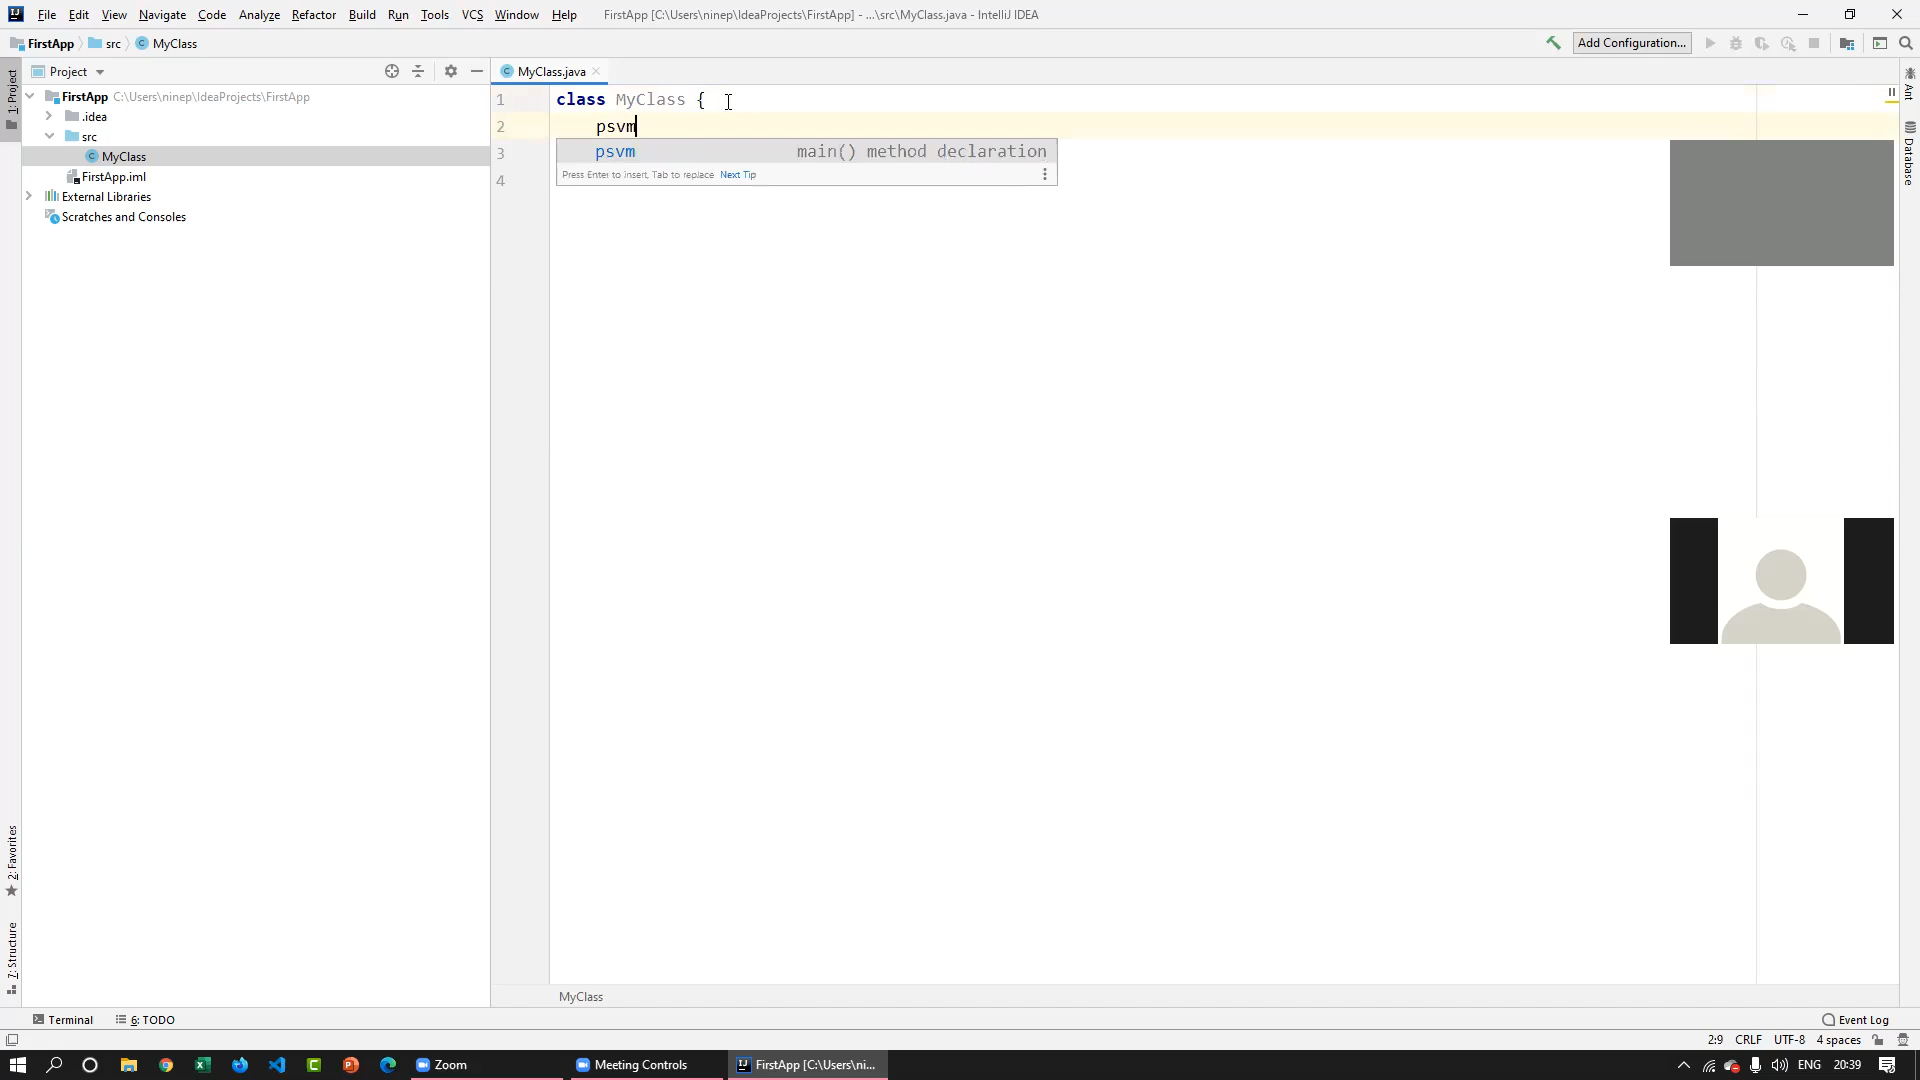 File Edit View Navigate Code Analyze Refactor Build Run Tools VCS Window Help FirstApp [C:\Users\ninep\IdeaProjects\FirstApp] - ...\src\MyClass.java - IntelliJ IDEA
FirstApp src MyClass Add Configuration...
1: Project
Project
MyClass.java
FirstApp C:\Users\ninep\IdeaProjects\FirstApp
.idea
src
MyClass
FirstApp.iml
External Libraries
Scratches and Consoles
1 class MyClass {
2 psvm
3
4
psvm main() method declaration
Press Enter to insert, Tab to replace Next Tip
Ant
Database
2: Favorites
7: Structure
MyClass
Terminal 6: TODO Event Log
2:9 CRLF UTF-8 4 spaces
Zoom Meeting Controls FirstApp [C:\Users\ni... ENG 20:39